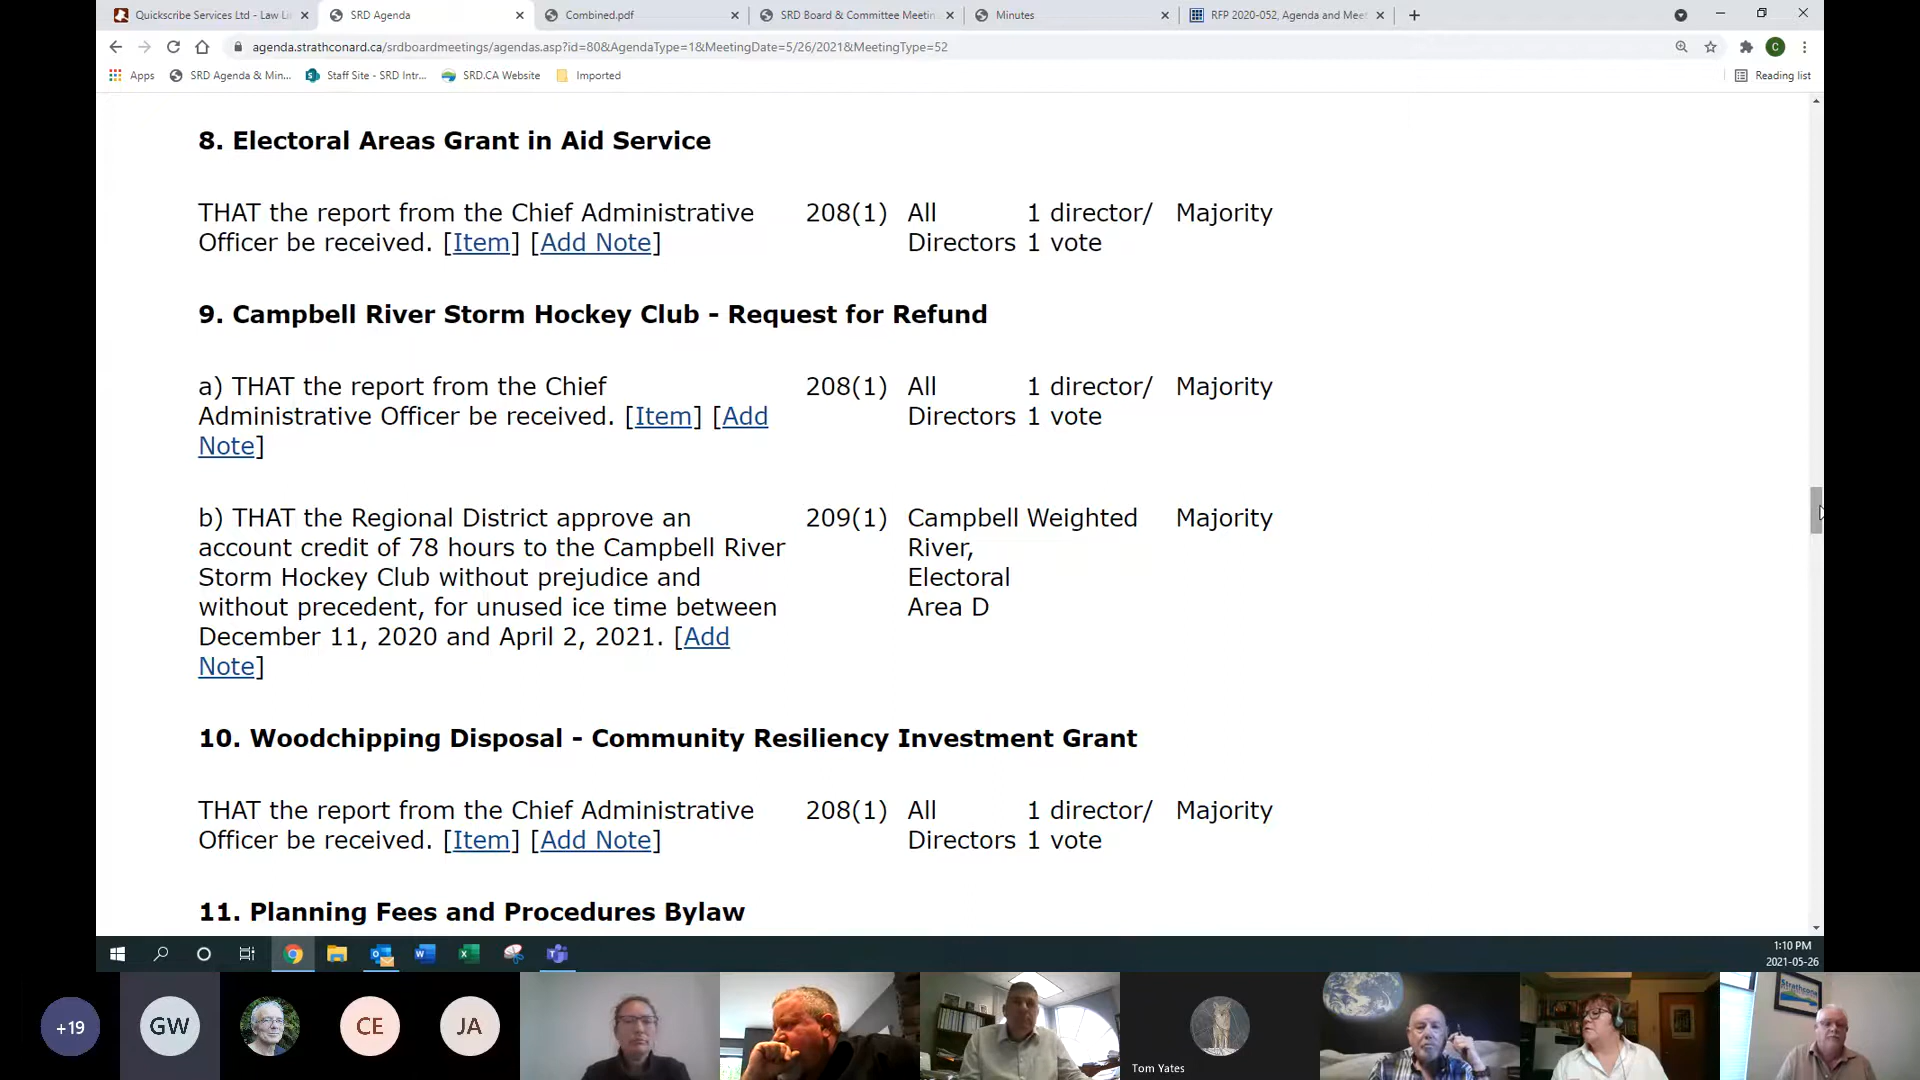 Quickscribe Services Ltd - Law Li
SRD Agenda
Combined.pdf
SRD Board & Committee Meetin
Minutes
RFP 2020-052, Agenda and Meet
agenda.strathconard.ca/srdboardmeetings/agendas.asp?id=80&AgendaType=1&MeetingDate=5/26/2021&MeetingType=52
C
Apps
SRD Agenda & Min...
Staff Site - SRD Intr...
SRD.CA Website
Imported
Reading list
8. Electoral Areas Grant in Aid Service
THAT the report from the Chief Administrative 208(1) All 1 director/ Majority
Officer be received. [Item] [Add Note] Directors 1 vote
9. Campbell River Storm Hockey Club - Request for Refund
a) THAT the report from the Chief 208(1) All 1 director/ Majority
Administrative Officer be received. [Item] [Add Directors 1 vote
Note]
b) THAT the Regional District approve an 209(1) Campbell Weighted Majority
account credit of 78 hours to the Campbell River River,
Storm Hockey Club without prejudice and Electoral
without precedent, for unused ice time between Area D
December 11, 2020 and April 2, 2021. [Add
Note]
10. Woodchipping Disposal - Community Resiliency Investment Grant
THAT the report from the Chief Administrative 208(1) All 1 director/ Majority
Officer be received. [Item] [Add Note] Directors 1 vote
11. Planning Fees and Procedures Bylaw
1:10 PM
2021-05-26
+19
GW
CE
JA
Tom Yates
Strathcona